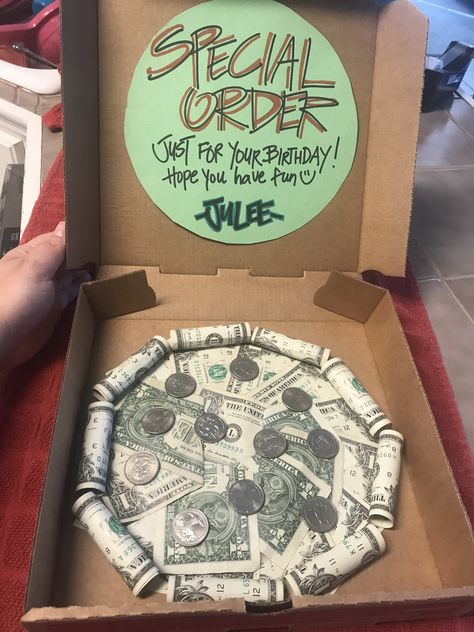 SPECIAL
ORDER
JUST FOR YOUR BIRTHDAY!
Hope you have fun
JULEE